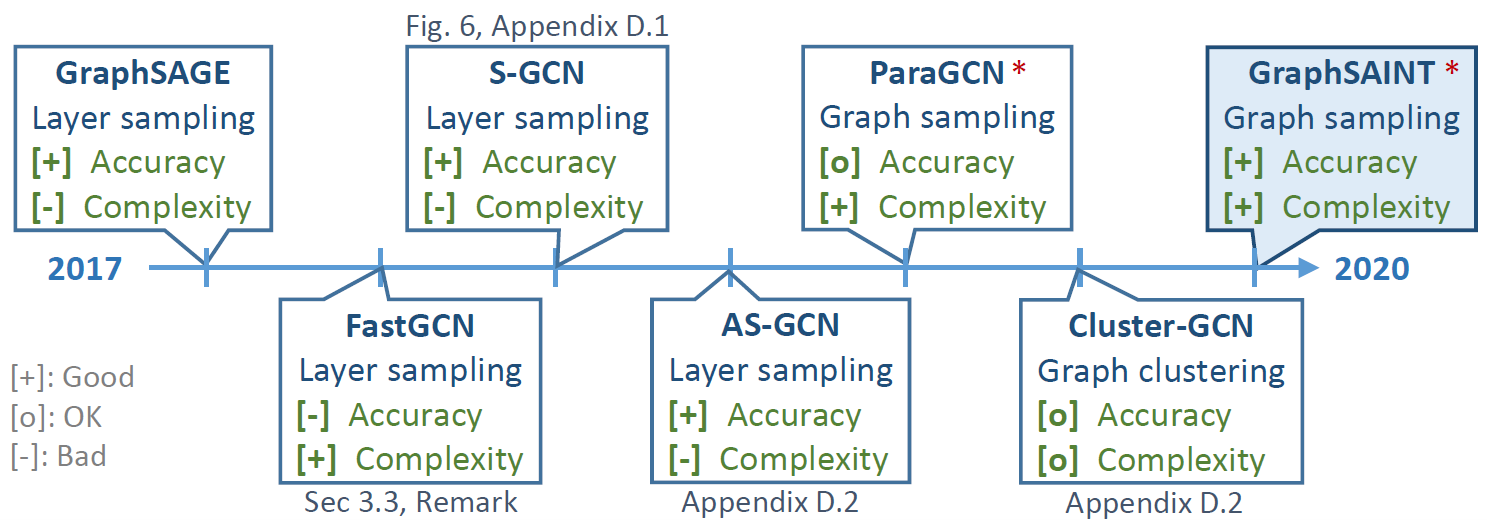 Fig. 6, Appendix D.1
GraphSAGE
Layer sampling
[+] Accuracy
[-] Complexity
S-GCN
Layer sampling
[+] Accuracy
[-] Complexity
ParaGCN *
Graph sampling
[o] Accuracy
[+] Complexity
GraphSAINT *
Graph sampling
[+] Accuracy
[+] Complexity
2017
2020
FastGCN
Layer sampling
[-] Accuracy
[+] Complexity
Sec 3.3, Remark
AS-GCN
Layer sampling
[+] Accuracy
[-] Complexity
Appendix D.2
Cluster-GCN
Graph clustering
[o] Accuracy
[o] Complexity
Appendix D.2
[+]: Good
[o]: OK
[-]: Bad